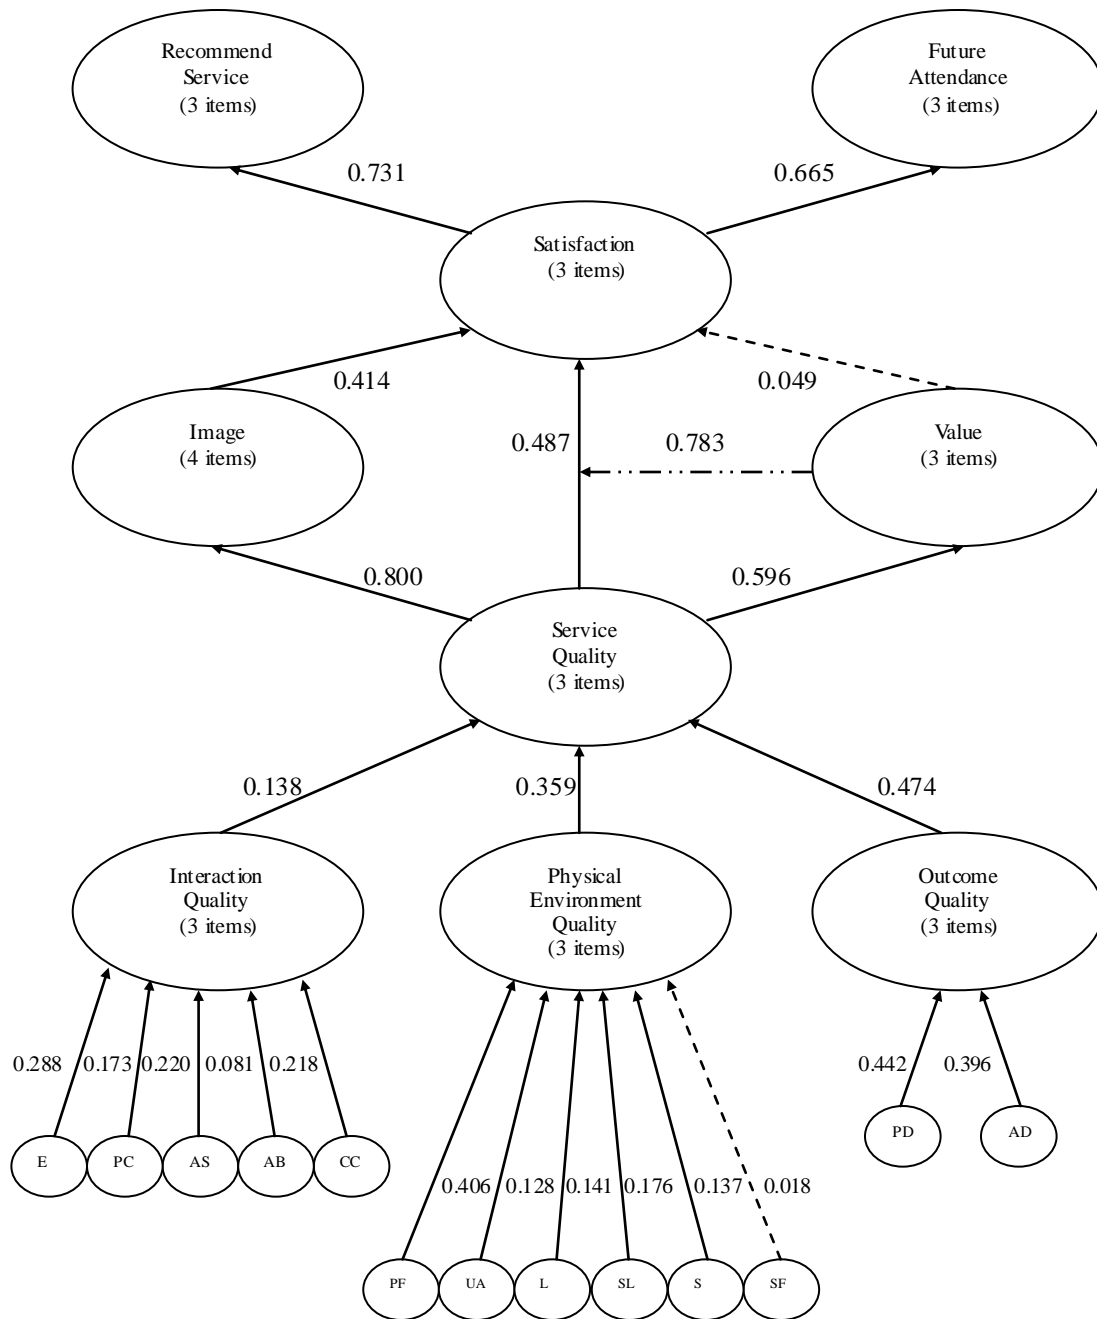 Recommend
Service
(3 items)
Future
Attendance
(3 items)
0.731
0.665
Satisfaction
(3 items)
0.414
0.049
Image
(4 items)
0.487
0.783
Value
(3 items)
0.800
0.596
Service
Quality
(3 items)
0.138
0.359
0.474
Interaction
Quality
(3 items)
Physical
Environment
Quality
(3 items)
Outcome
Quality
(3 items)
0.288
0.173
0.220
0.081
0.218
0.442
0.396
E
PC
AS
AB
CC
PD
AD
0.406
0.128
0.141
0.176
0.137
0.018
PF
UA
L
SL
S
SF